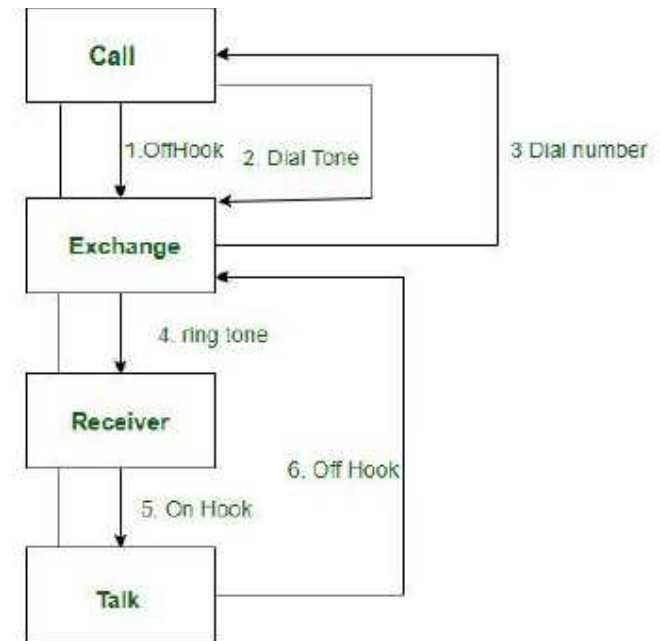 Call
1.OffHook
2. Dial Tone
3 Dial number
Exchange
4. ring tone
Receiver
6. Off Hook
5. On Hook
Talk